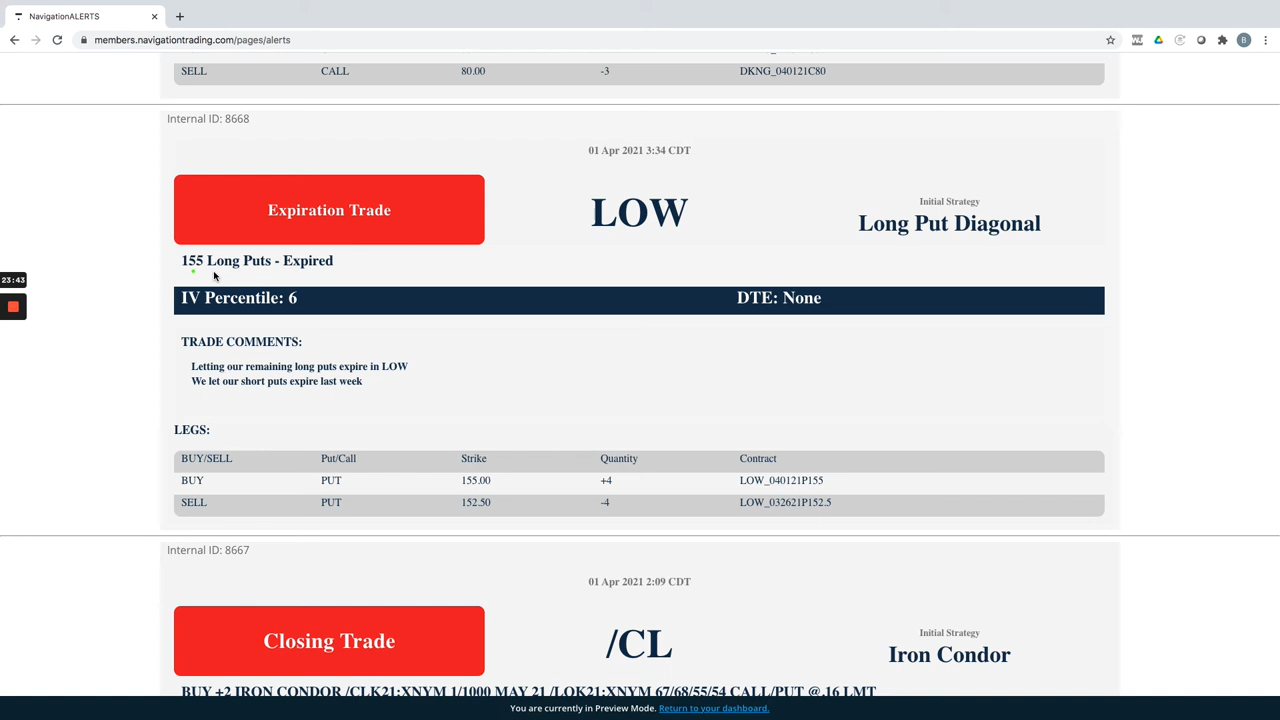 NavigationALERTS
members.navigationtrading.com/pages/alerts
B
SELL CALL 80.00 -3 DKNG_040121C80
Internal ID: 8668
01 Apr 2021 3:34 CDT
Expiration Trade
LOW
Initial Strategy
Long Put Diagonal
155 Long Puts - Expired
23:43
IV Percentile: 6 DTE: None
TRADE COMMENTS:
Letting our remaining long puts expire in LOW
We let our short puts expire last week
LEGS:
BUY/SELL Put/Call Strike Quantity Contract
BUY PUT 155.00 +4 LOW_040121P155
SELL PUT 152.50 -4 LOW_032621P152.5
Internal ID: 8667
01 Apr 2021 2:09 CDT
Closing Trade
/CL
Initial Strategy
Iron Condor
BUY +2 IRON CONDOR /CLK21:XNYM 1/1000 MAY 21 /LOK21:XNYM 67/68/55/54 CALL/PUT @.16 LMT
You are currently in Preview Mode. Return to your dashboard.